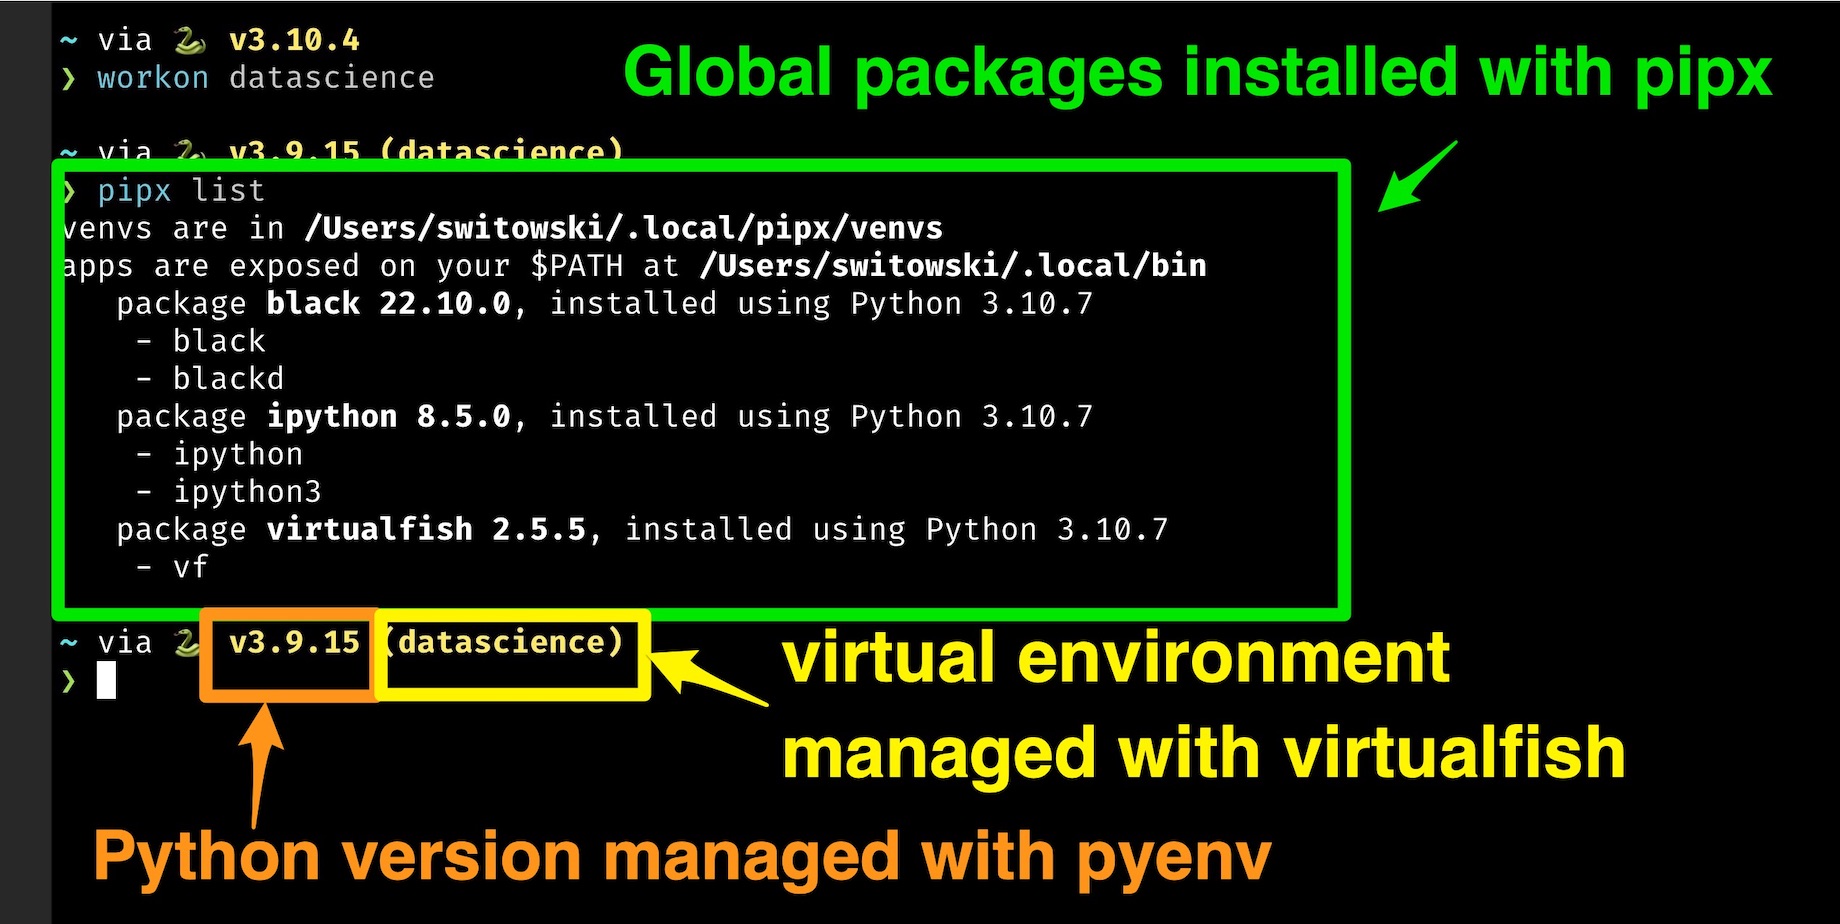 ~ via 🐍 v3.10.4
❯ workon datascience
Global packages installed with pipx
~ via 🐍 v3.9.15 (datascience)
❯ pipx list
venvs are in /Users/switowski/.local/pipx/venvs
apps are exposed on your $PATH at /Users/switowski/.local/bin
package black 22.10.0, installed using Python 3.10.7
- black
- blackd
package ipython 8.5.0, installed using Python 3.10.7
- ipython
- ipython3
package virtualfish 2.5.5, installed using Python 3.10.7
- vf
~ via 🐍 v3.9.15 (datascience)
❯
virtual environment
managed with virtualfish
Python version managed with pyenv